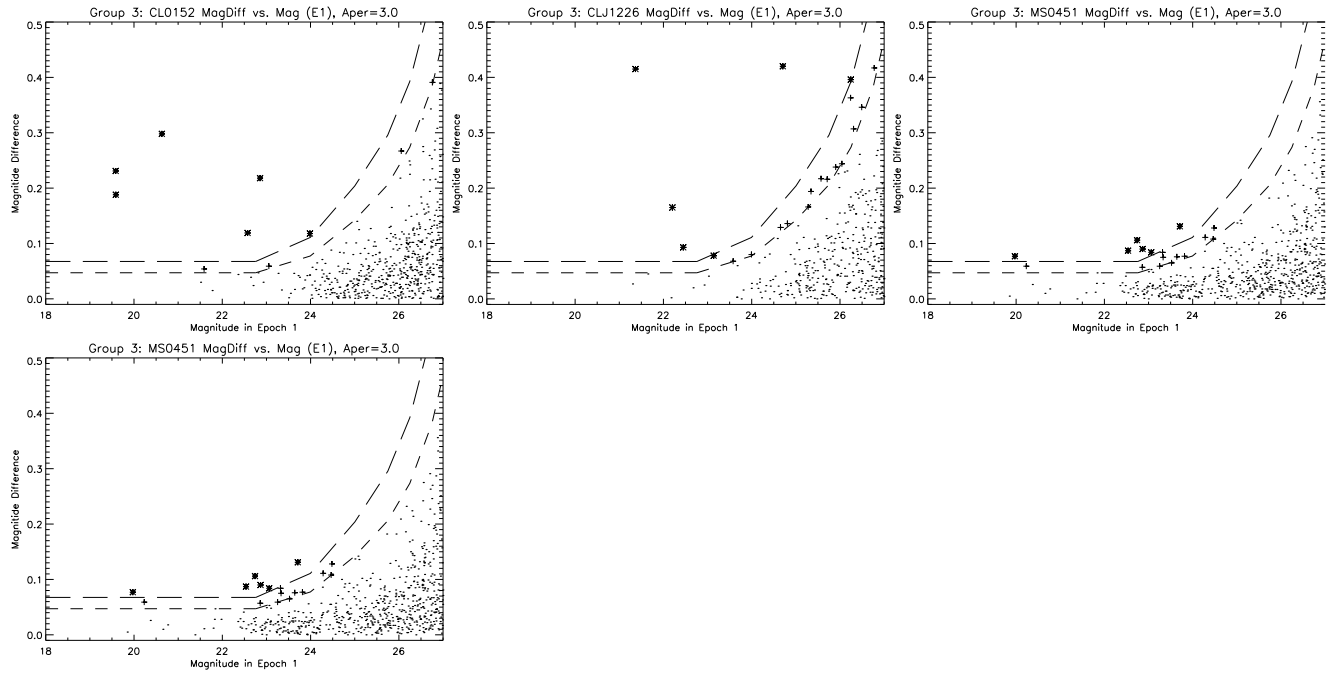 Group 3: CL0152 MagDiff vs. Mag (E1), Aper=3.0
0.5
0.4
0.3
0.2
0.1
0.0
Magnitide Difference
18 20 22 24 26
Magnitude in Epoch 1
Group 3: CLJ1226 MagDiff vs. Mag (E1), Aper=3.0
0.5
0.4
0.3
0.2
0.1
0.0
Magnitide Difference
18 20 22 24 26
Magnitude in Epoch 1
Group 3: MS0451 MagDiff vs. Mag (E1), Aper=3.0
0.5
0.4
0.3
0.2
0.1
0.0
Magnitide Difference
18 20 22 24 26
Magnitude in Epoch 1
Group 3: MS0451 MagDiff vs. Mag (E1), Aper=3.0
0.5
0.4
0.3
0.2
0.1
0.0
Magnitide Difference
18 20 22 24 26
Magnitude in Epoch 1